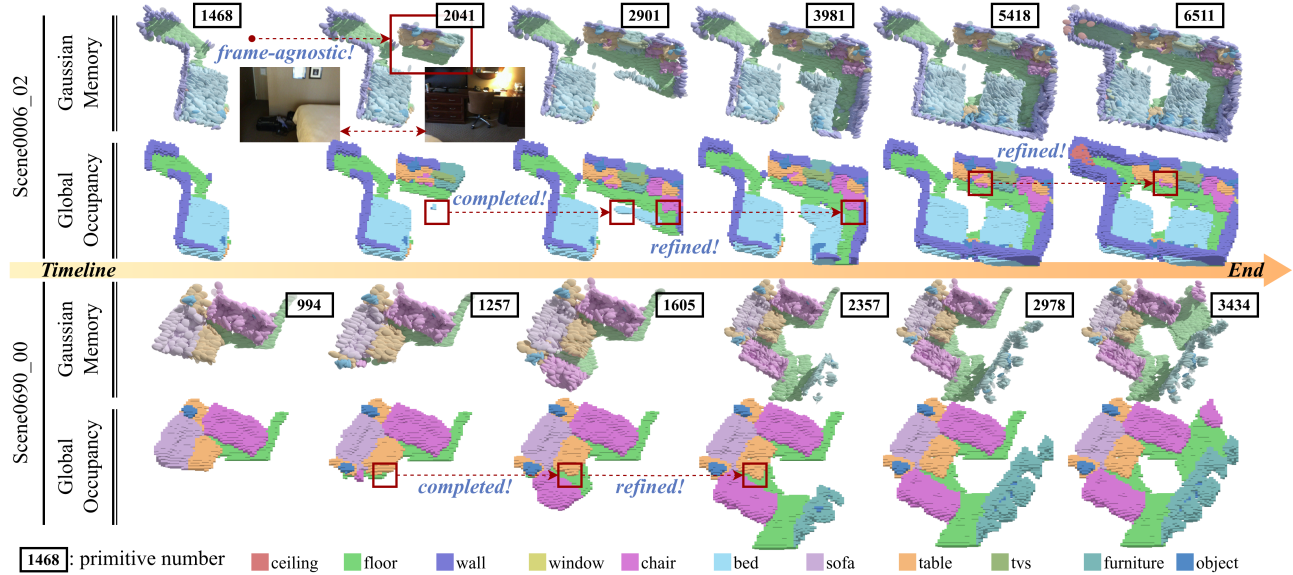 1468
2041
2901
3981
5418
6511
frame-agnostic!
Scene0006_02
Gaussian
Memory
Global
Occupancy
completed!
refined!
refined!
Timeline
End
994
1257
1605
2357
2978
3434
Scene0690_00
Gaussian
Memory
Global
Occupancy
completed!
refined!
1468 : primitive number
ceiling
floor
wall
window
chair
bed
sofa
table
tvs
furniture
object